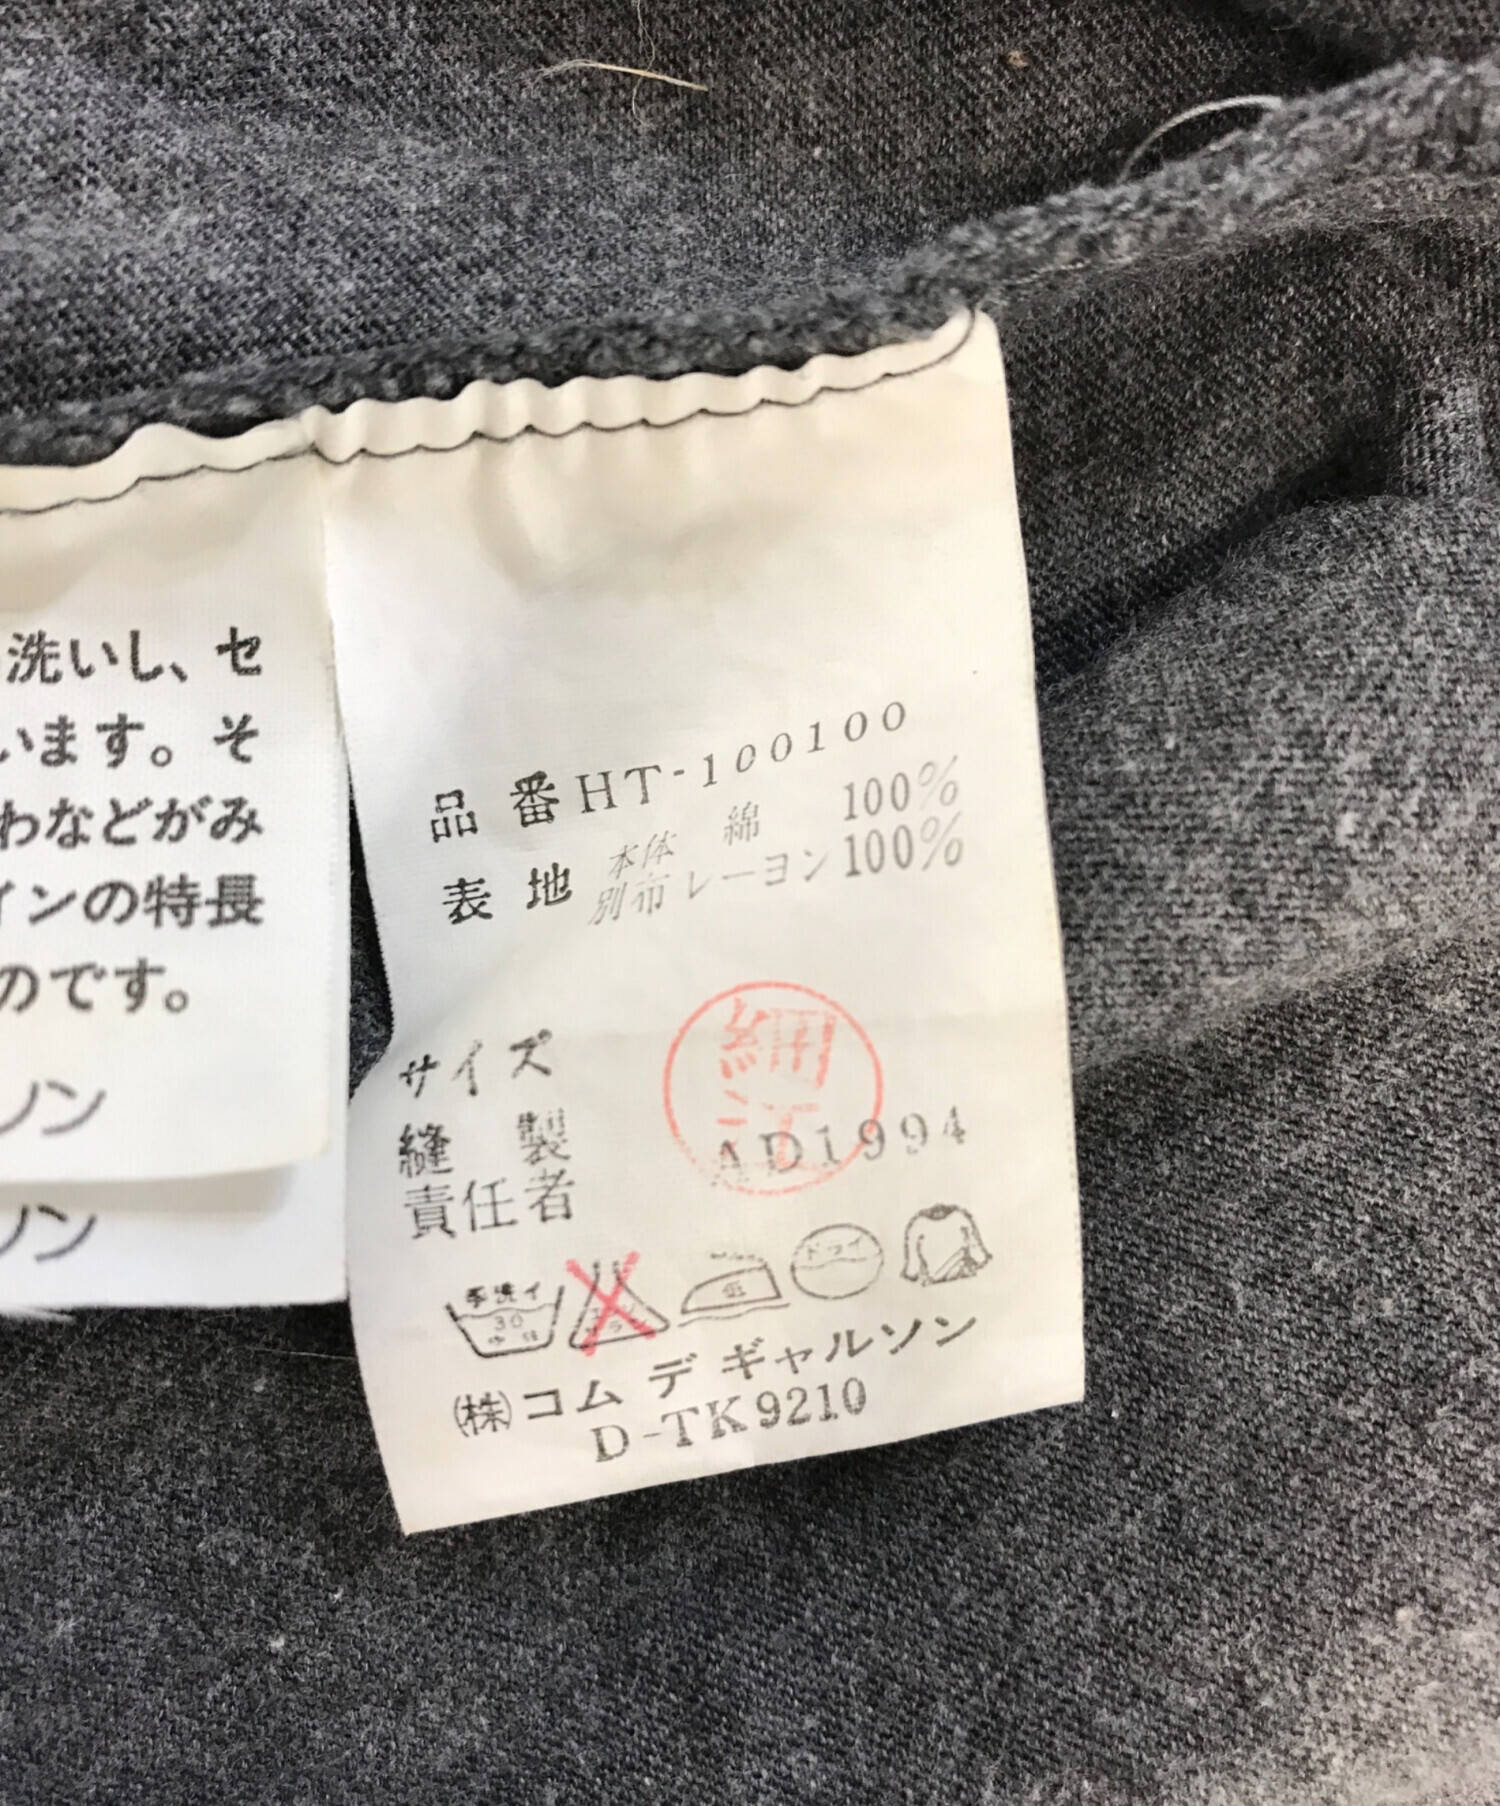 洗いし、セ
います。そ
わなどがみ
インの特長
のです。
ソン
ソン
品 番 HT-100100
表 地 本体 綿 100%
別布 レーヨン 100%
サイズ
細江
縫 製
責任者
AD1994
手洗イ
30
中性
ドライ
㈱コム デ ギャルソン
D-TK9210